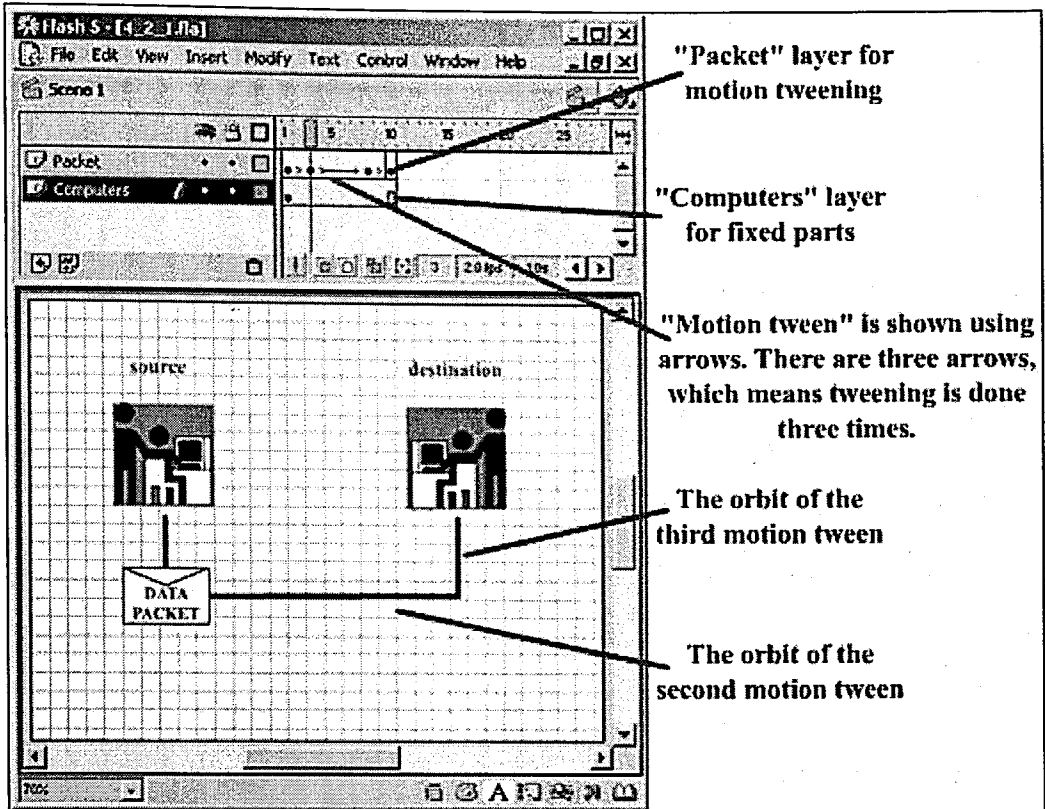 Flash 5 - [4_2_1.fla]
File Edit View Insert Modify Text Control Window Help
Scene 1
1 5 10 15 20 25
Packet
Computers
3
source
destination
DATA
PACKET
"Packet" layer for
motion tweening
"Computers" layer
for fixed parts
"Motion tween" is shown using
arrows. There are three arrows,
which means tweening is done
three times.
The orbit of the
third motion tween
The orbit of the
second motion tween